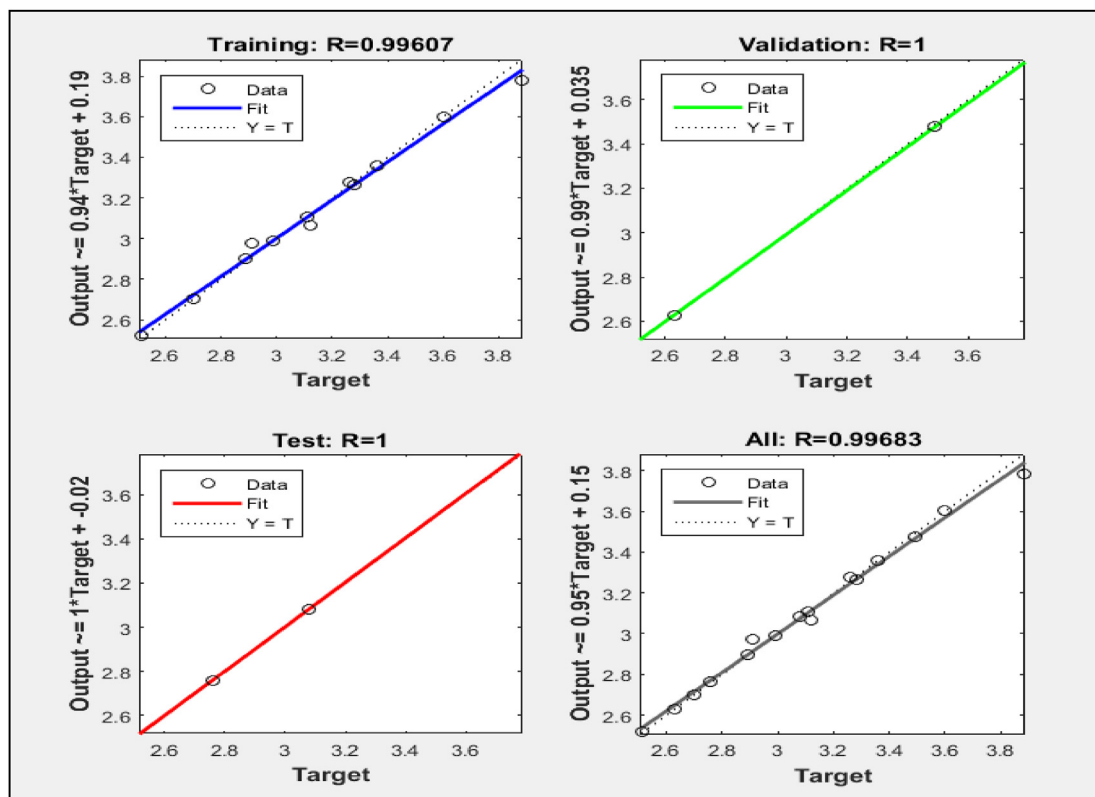 Training: R=0.99607
Output ~= 0.94*Target + 0.19
3.8
3.6
3.4
3.2
3
2.8
2.6
Data
Fit
Y = T
2.6
2.8
3
3.2
3.4
3.6
3.8
Target
Validation: R=1
Output ~= 0.99*Target + 0.035
3.6
3.4
3.2
3
2.8
2.6
Data
Fit
Y = T
2.6
2.8
3
3.2
3.4
3.6
Target
Test: R=1
Output ~= 1*Target + -0.02
3.6
3.4
3.2
3
2.8
2.6
Data
Fit
Y = T
2.6
2.8
3
3.2
3.4
3.6
Target
All: R=0.99683
Output ~= 0.95*Target + 0.15
3.8
3.6
3.4
3.2
3
2.8
2.6
Data
Fit
Y = T
2.6
2.8
3
3.2
3.4
3.6
3.8
Target